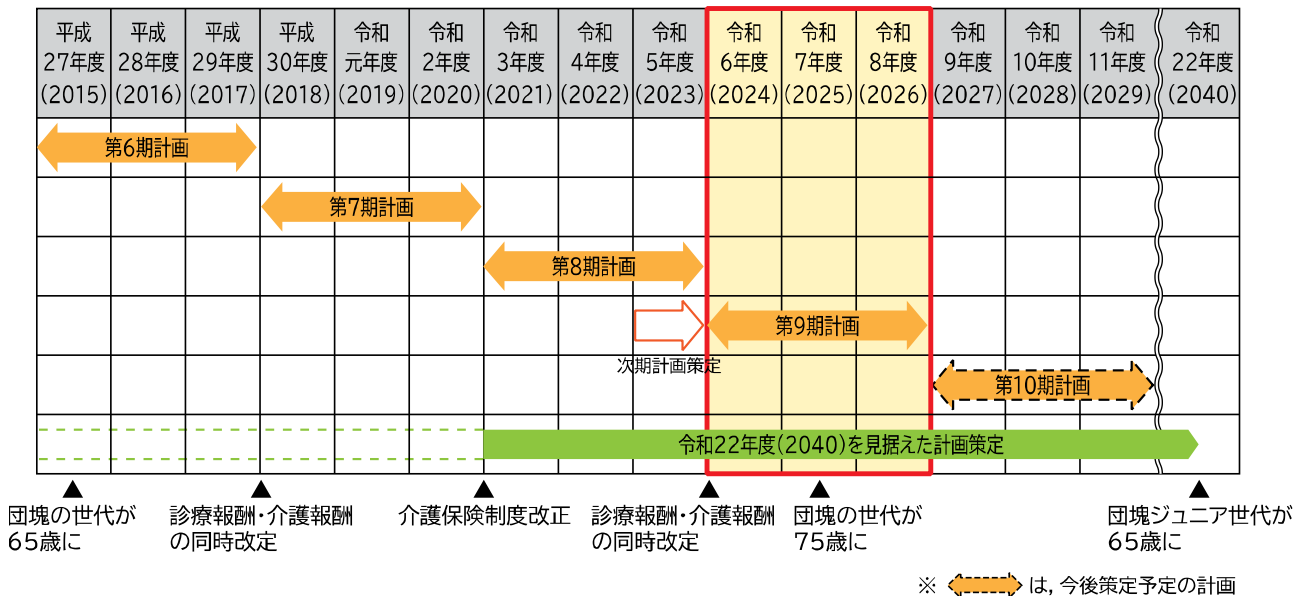 平成
27年度
(2015)
平成
28年度
(2016)
平成
29年度
(2017)
平成
30年度
(2018)
令和
元年度
(2019)
令和
2年度
(2020)
令和
3年度
(2021)
令和
4年度
(2022)
令和
5年度
(2023)
令和
6年度
(2024)
令和
7年度
(2025)
令和
8年度
(2026)
令和
9年度
(2027)
令和
10年度
(2028)
令和
11年度
(2029)
令和
22年度
(2040)
第6期計画
第7期計画
第8期計画
第9期計画
次期計画策定
第10期計画
令和22年度(2040)を見据えた計画策定
▲
団塊の世代が
65歳に
▲
診療報酬・介護報酬
の同時改定
▲
介護保険制度改正
▲
診療報酬・介護報酬
の同時改定
▲
団塊の世代が
75歳に
▲
団塊ジュニア世代が
65歳に
※ は,今後策定予定の計画